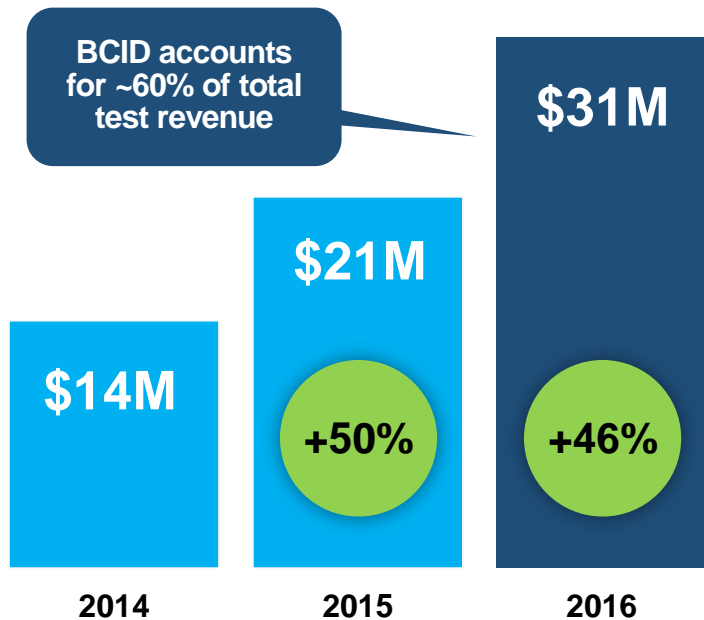 BCID accounts
for ~60% of total
test revenue
$31M
$21M
$14M
+50%
+46%
2014
2015
2016